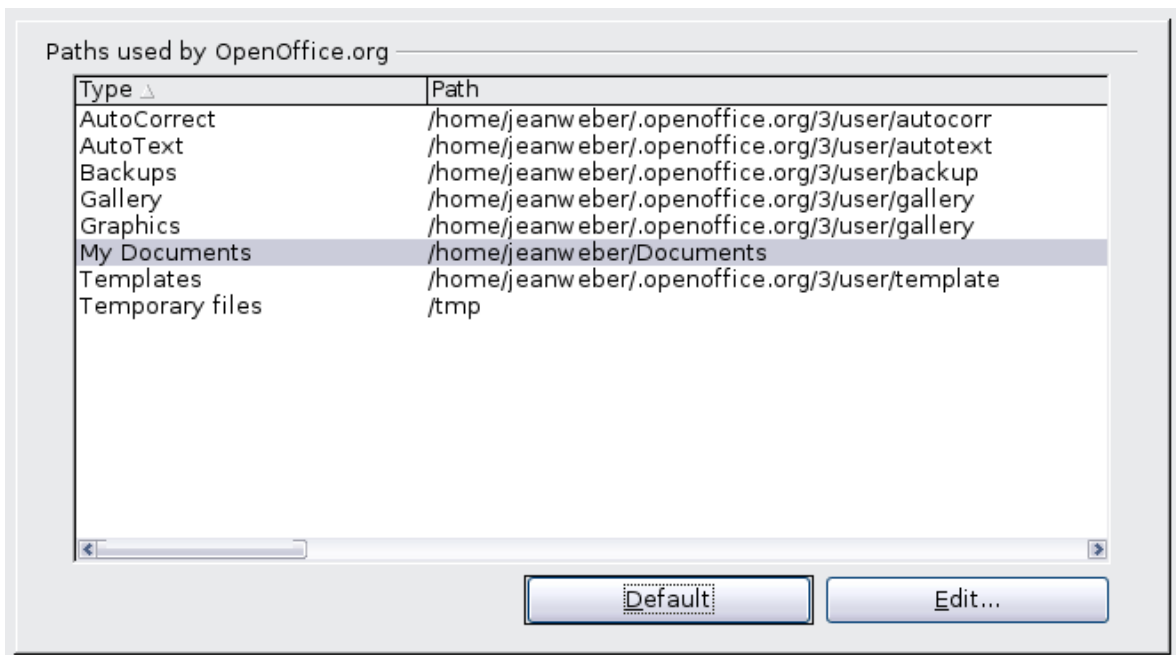 Paths used by OpenOffice.org
Type Path
AutoCorrect /home/jeanweber/.openoffice.org/3/user/autocorr
AutoText /home/jeanweber/.openoffice.org/3/user/autotext
Backups /home/jeanweber/.openoffice.org/3/user/backup
Gallery /home/jeanweber/.openoffice.org/3/user/gallery
Graphics /home/jeanweber/.openoffice.org/3/user/gallery
My Documents /home/jeanweber/Documents
Templates /home/jeanweber/.openoffice.org/3/user/template
Temporary files /tmp
Default Edit...